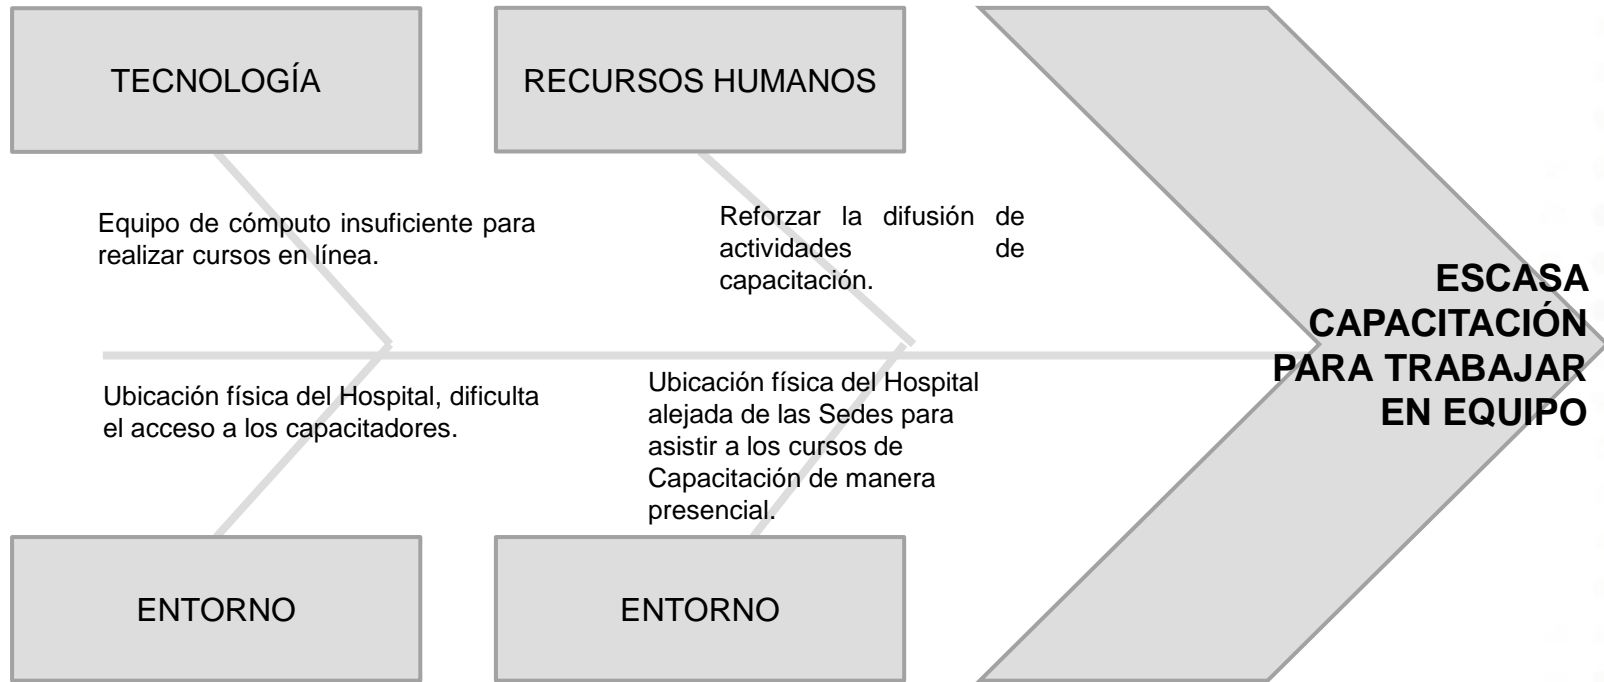 TECNOLOGÍA
RECURSOS HUMANOS
Equipo de cómputo insuficiente para
realizar cursos en línea.
Reforzar la difusión de
actividades de
capacitación.
ESCASA
CAPACITACIÓN
PARA TRABAJAR
EN EQUIPO
Ubicación física del Hospital, dificulta
el acceso a los capacitadores.
Ubicación física del Hospital
alejada de las Sedes para
asistir a los cursos de
Capacitación de manera
presencial.
ENTORNO
ENTORNO